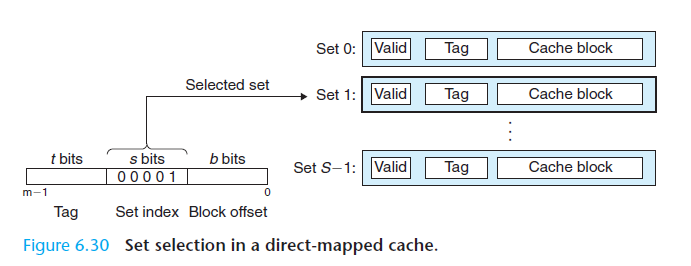 Set 0: Valid Tag Cache block
Selected set
Set 1: Valid Tag Cache block
⋮
t bits s bits b bits
Set S−1: Valid Tag Cache block
0 0 0 0 1
m−1 0
Tag Set index Block offset
Figure 6.30 Set selection in a direct-mapped cache.